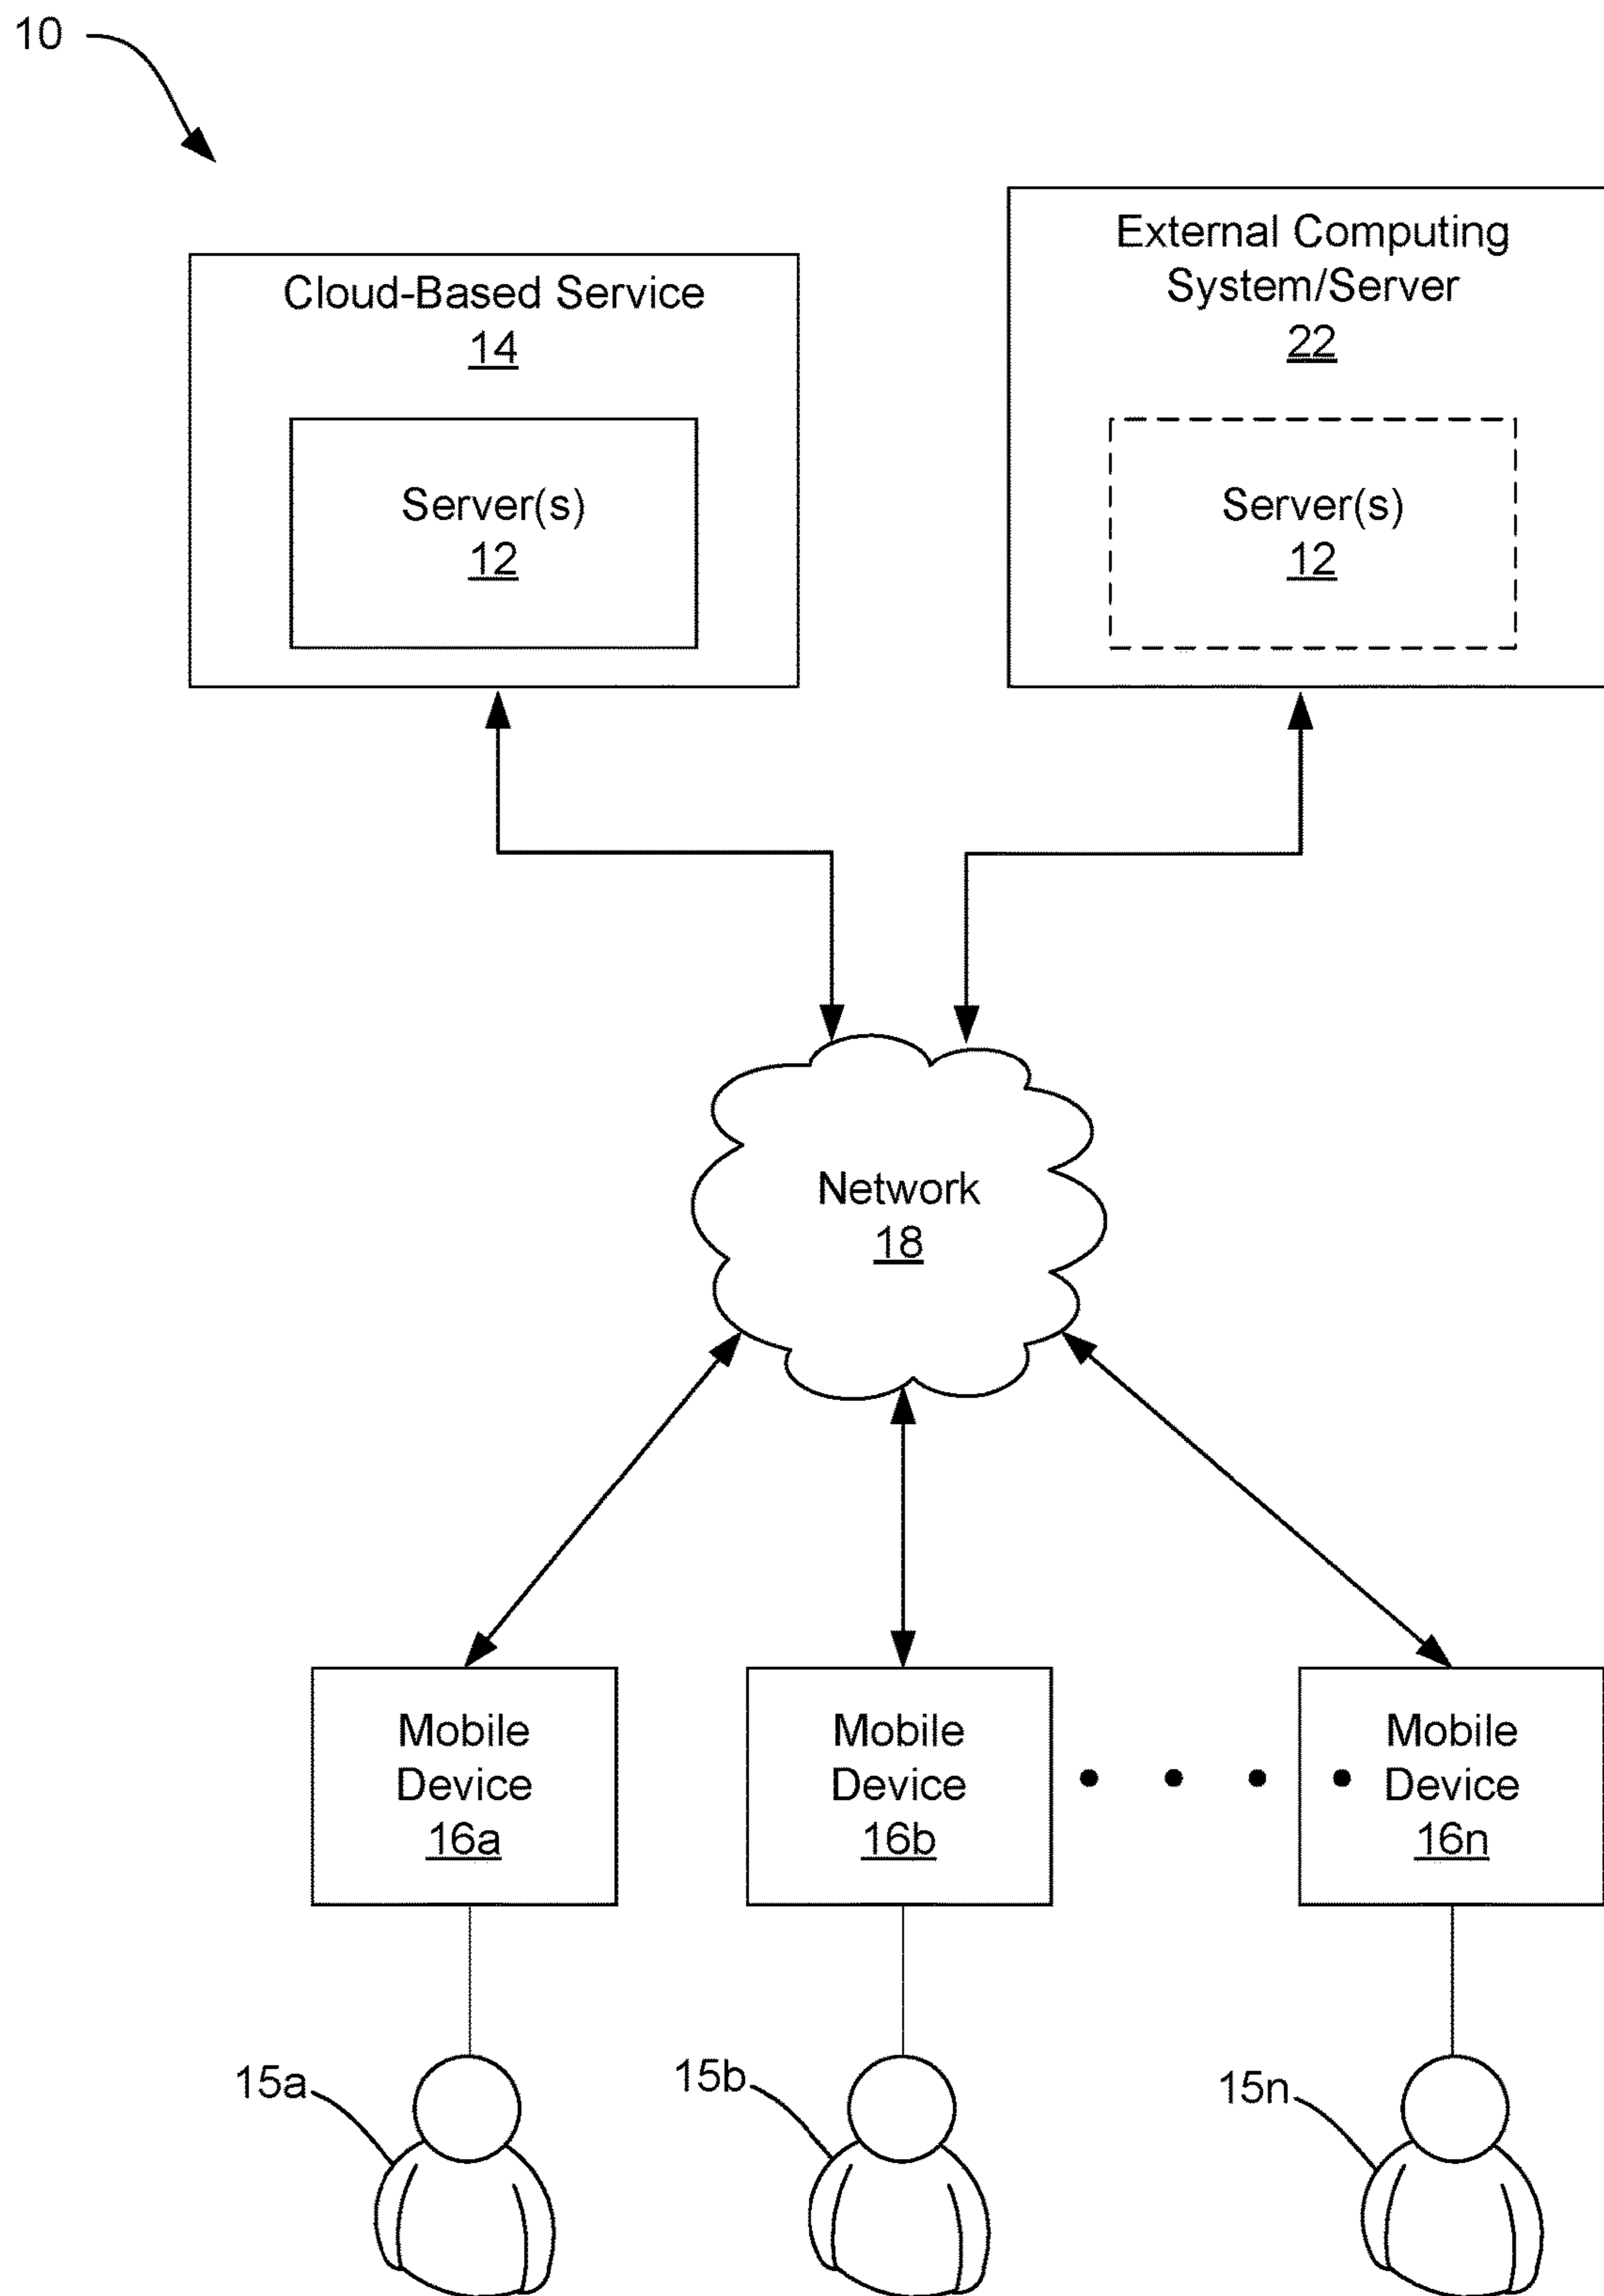 10
Cloud-Based Service
14
Server(s)
12
External Computing
System/Server
22
Server(s)
12
Network
18
Mobile
Device
16a
Mobile
Device
16b
Mobile
Device
16n
15a
15b
15n